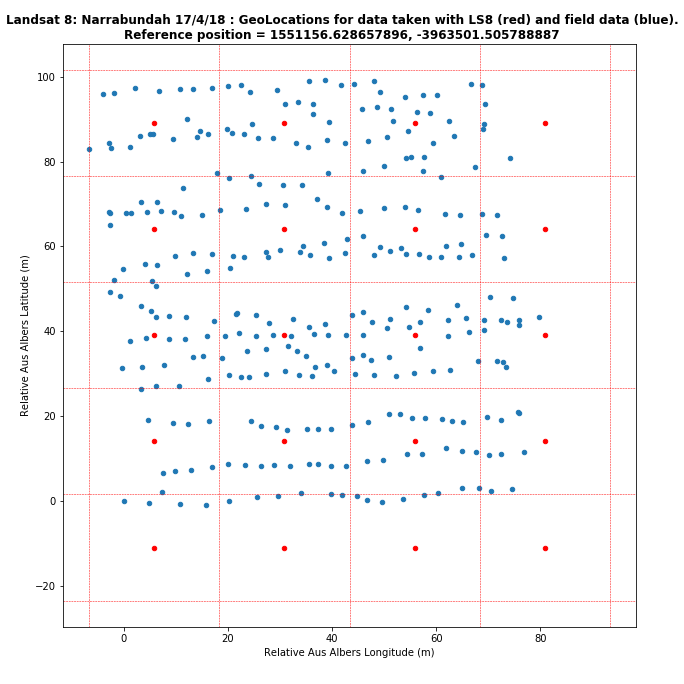 Landsat 8: Narrabundah 17/4/18 : GeoLocations for data taken with LS8 (red) and field data (blue).
Reference position = 1551156.628657896, -3963501.505788887
100
80
60
40
20
0
−20
Relative Aus Albers Latitude (m)
0 20 40 60 80
Relative Aus Albers Longitude (m)